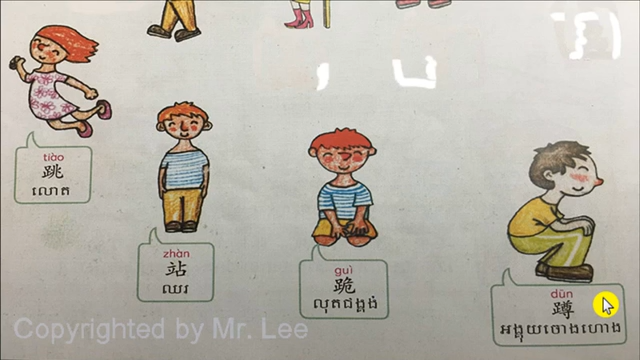 tiào
跳
លោត
zhàn
站
ឈរ
guì
跪
លុតជង្គង់
dūn
蹲
អង្គុយចោងហោង
Copyrighted by Mr. Lee